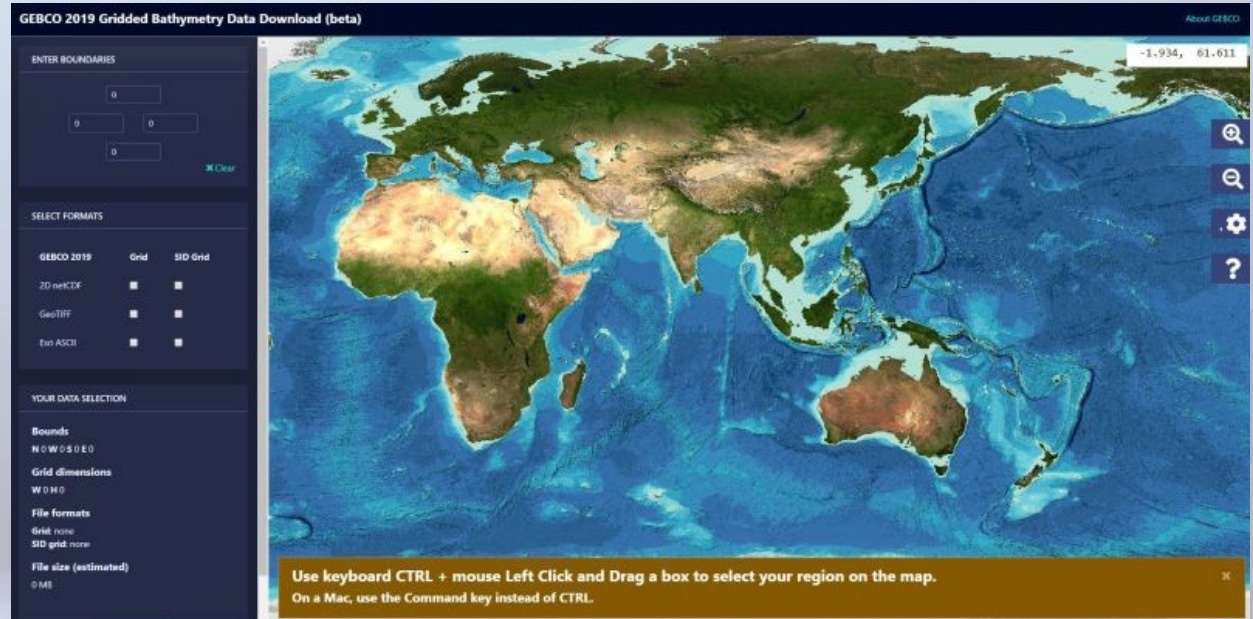 GEBCO 2019 Gridded Bathymetry Data Download (beta)
About GEBCO
ENTER BOUNDARIES
0
0 0
0
✖ Clear
SELECT FORMATS
GEBCO 2019 Grid SID Grid
2D netCDF
GeoTIFF
Esri ASCII
YOUR DATA SELECTION
Bounds
N 0 W 0 S 0 E 0
Grid dimensions
W 0 H 0
File formats
Grid: none
SID grid: none
File size (estimated)
0 MB
-1.934, 61.611
?
Use keyboard CTRL + mouse Left Click and Drag a box to select your region on the map.
×
On a Mac, use the Command key instead of CTRL.